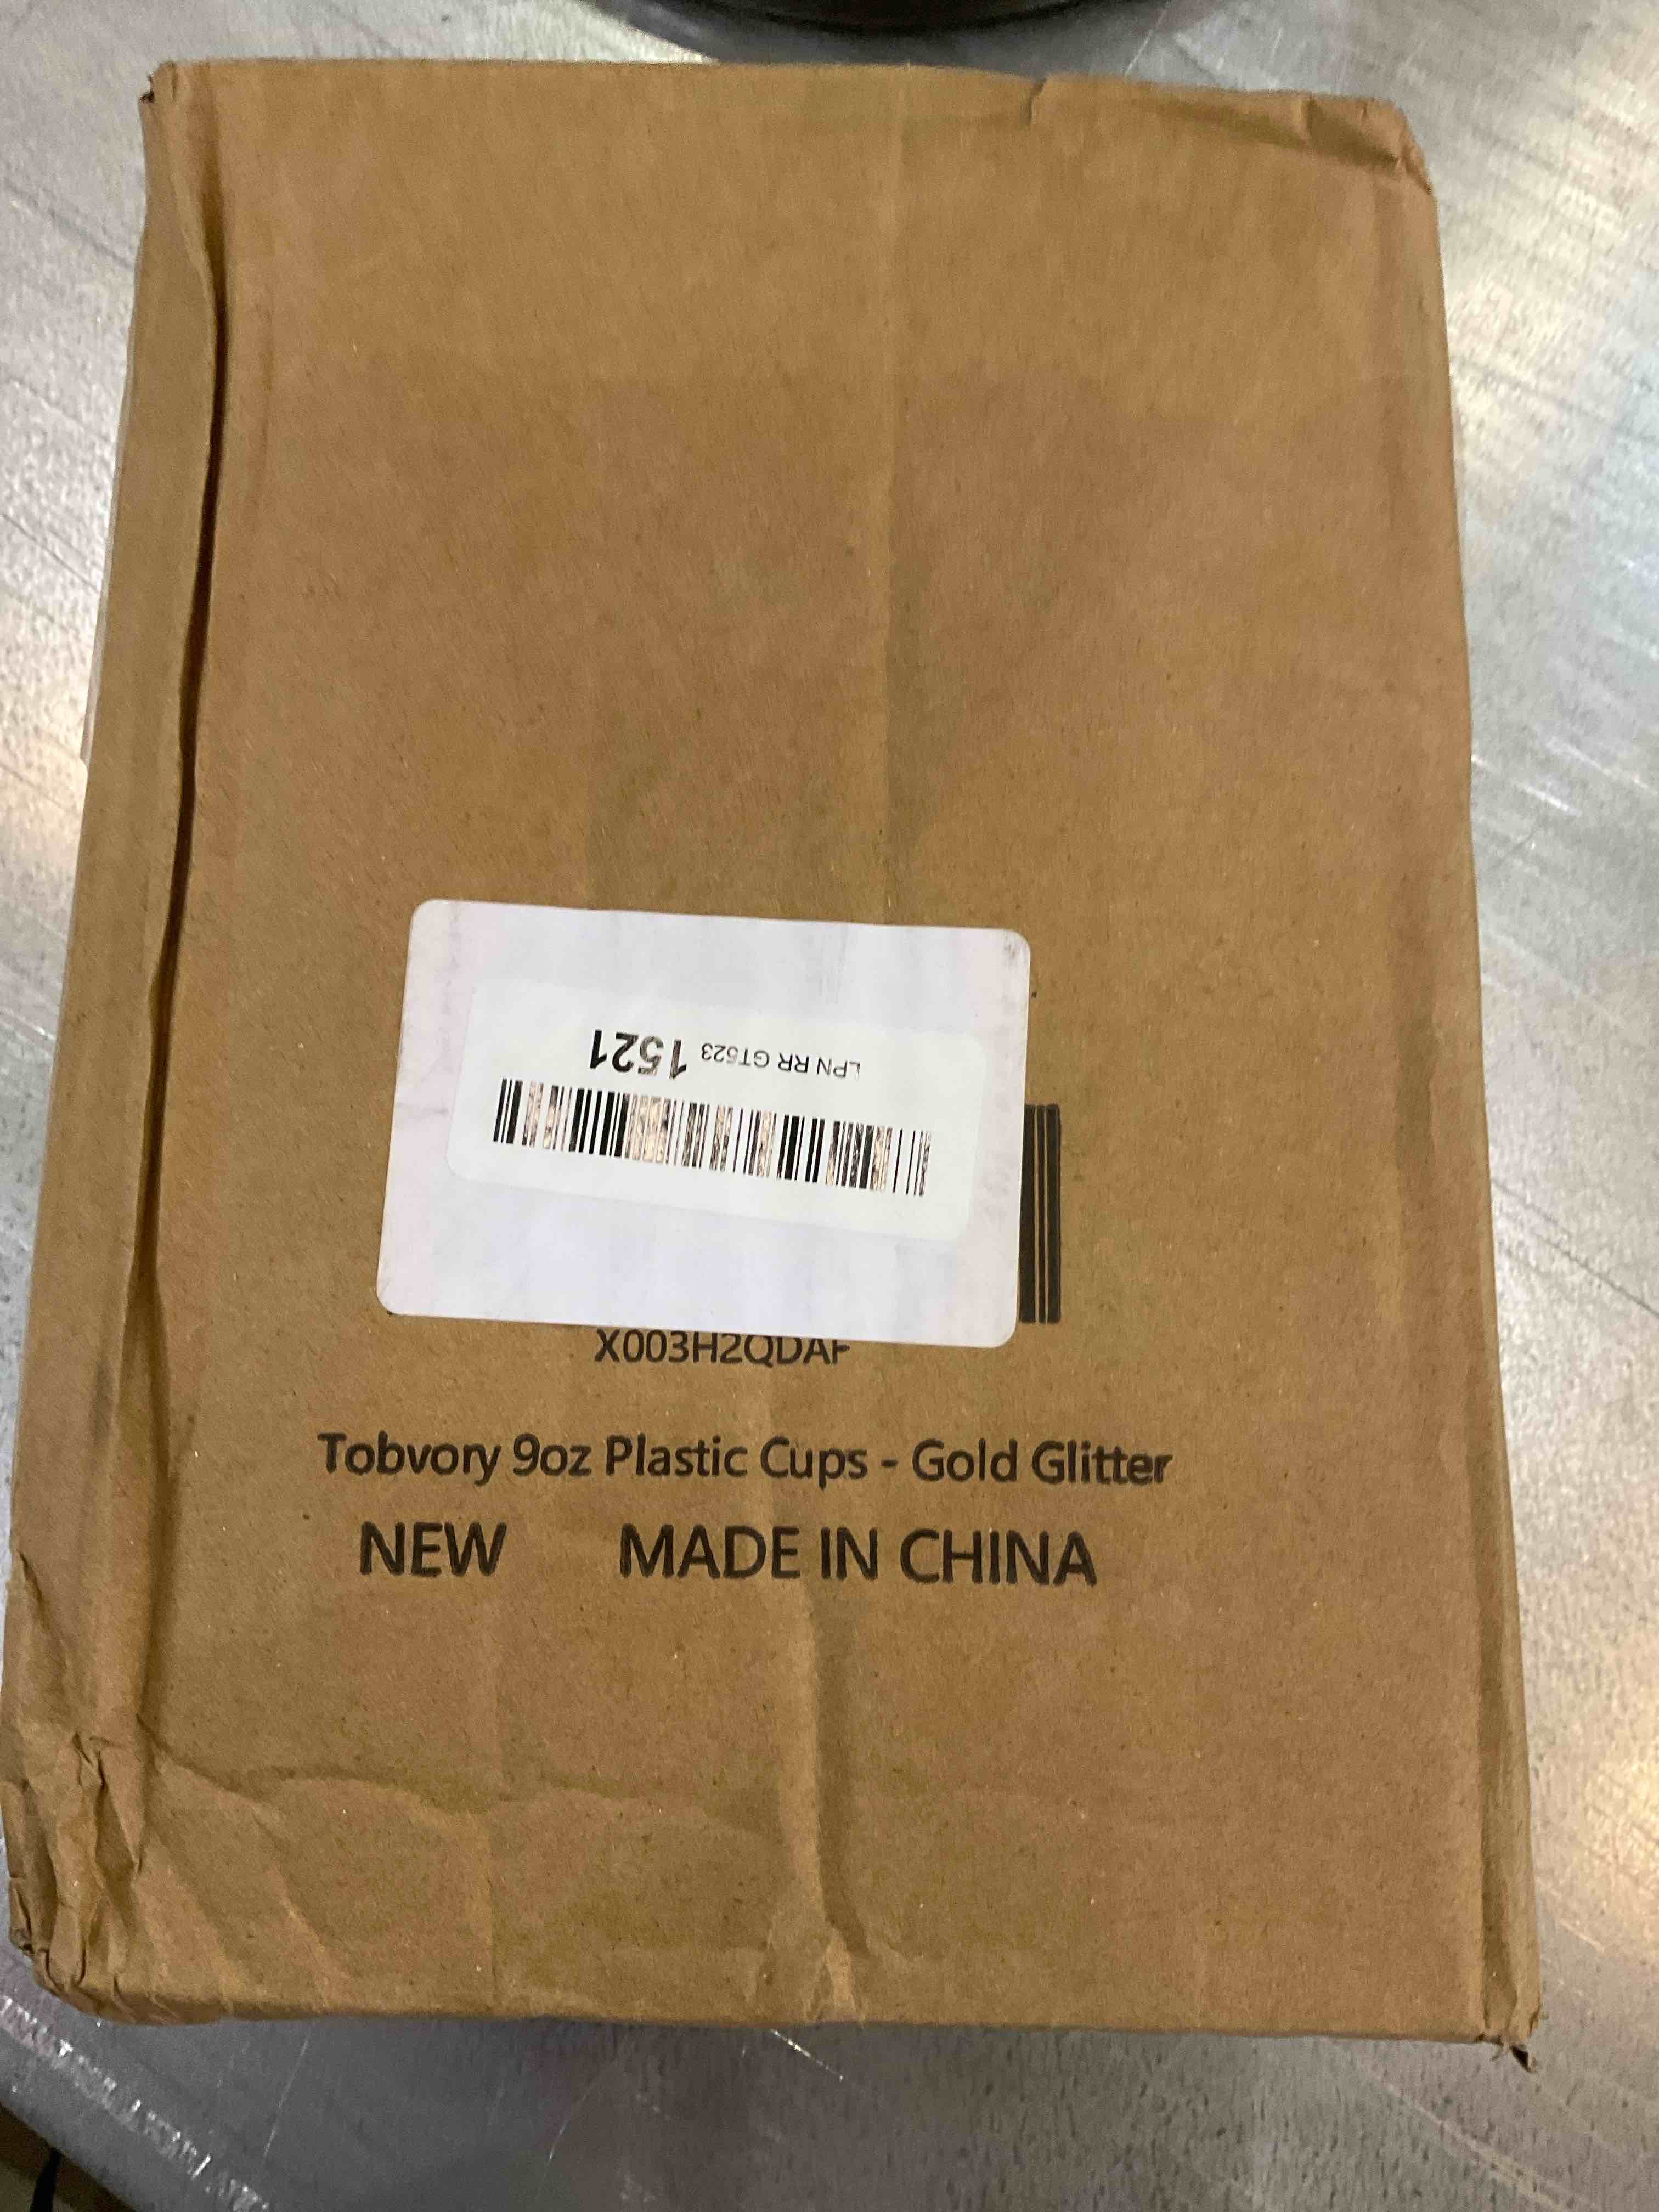 LPN RR GT523 1521
X003H2QDAF
Tobvory 9oz Plastic Cups - Gold Glitter
NEW MADE IN CHINA